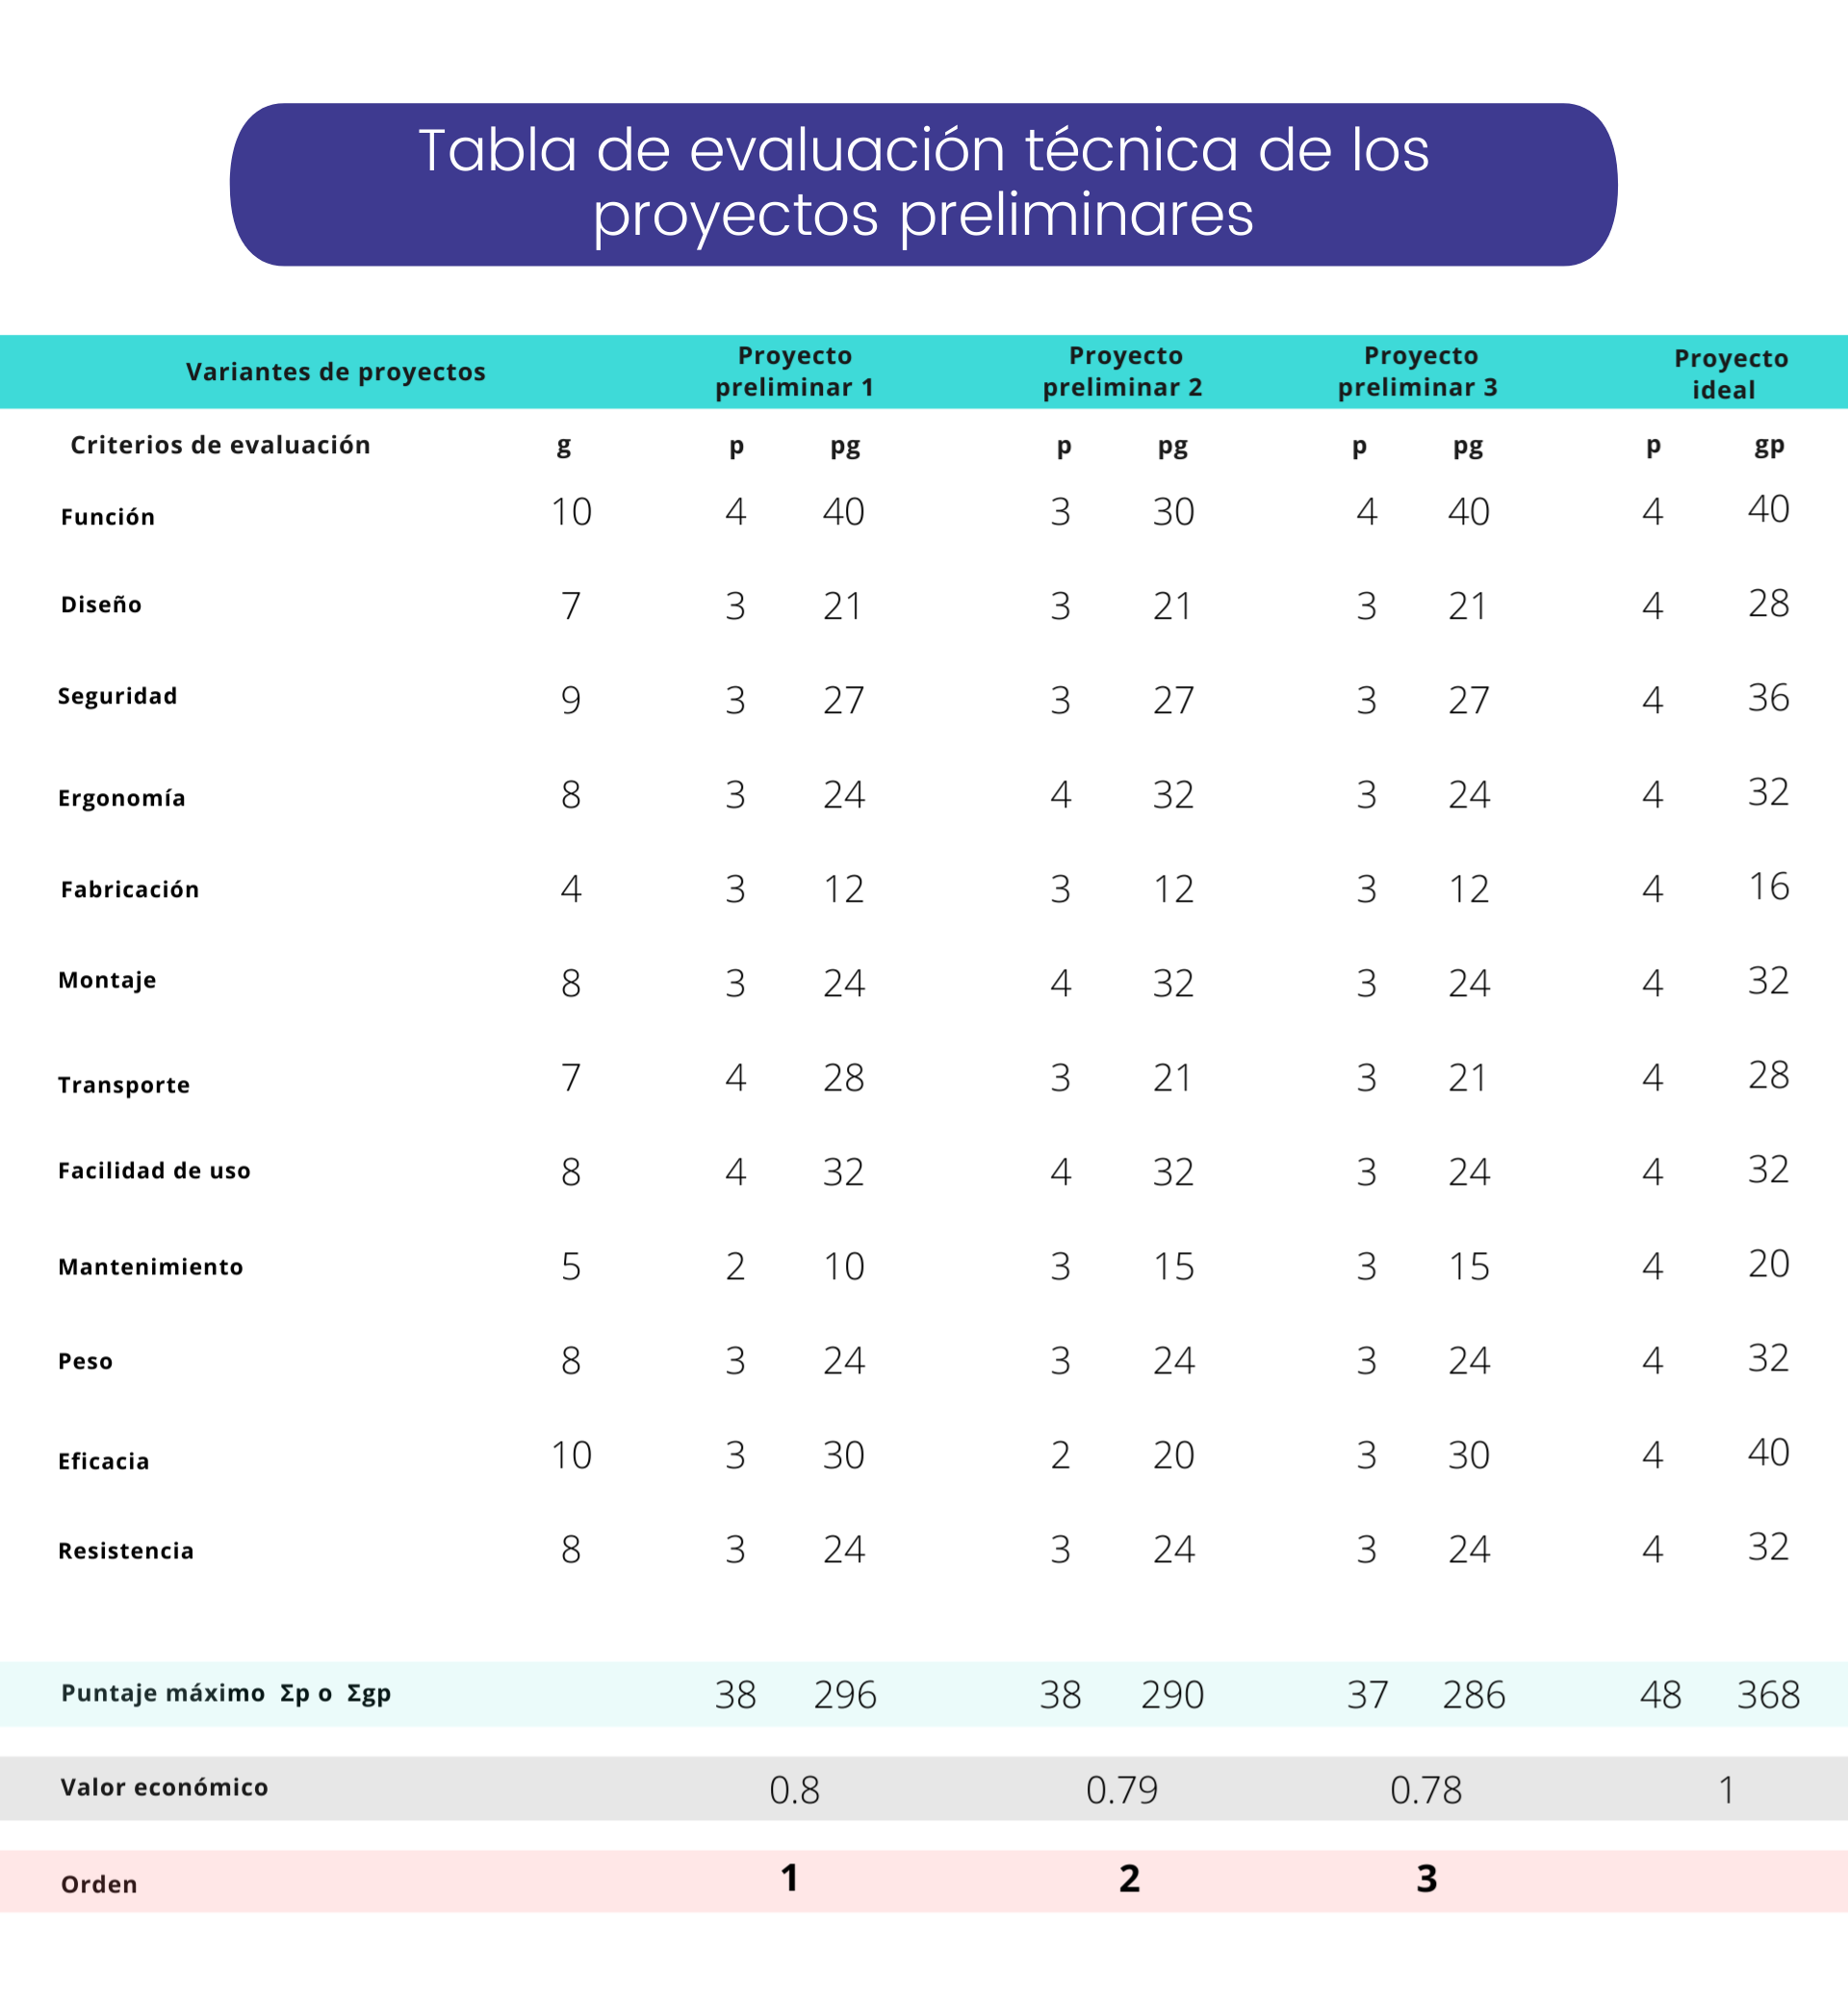 Tabla de evaluación técnica de los
proyectos preliminares
Variantes de proyectos Proyecto preliminar 1 Proyecto preliminar 2 Proyecto preliminar 3 Proyecto ideal
Criterios de evaluación g p pg p pg p pg p gp
Función 10 4 40 3 30 4 40 4 40
Diseño 7 3 21 3 21 3 21 4 28
Seguridad 9 3 27 3 27 3 27 4 36
Ergonomía 8 3 24 4 32 3 24 4 32
Fabricación 4 3 12 3 12 3 12 4 16
Montaje 8 3 24 4 32 3 24 4 32
Transporte 7 4 28 3 21 3 21 4 28
Facilidad de uso 8 4 32 4 32 3 24 4 32
Mantenimiento 5 2 10 3 15 3 15 4 20
Peso 8 3 24 3 24 3 24 4 32
Eficacia 10 3 30 2 20 3 30 4 40
Resistencia 8 3 24 3 24 3 24 4 32
Puntaje máximo Σp o Σgp 38 296 38 290 37 286 48 368
Valor económico 0.8 0.79 0.78 1
Orden 1 2 3